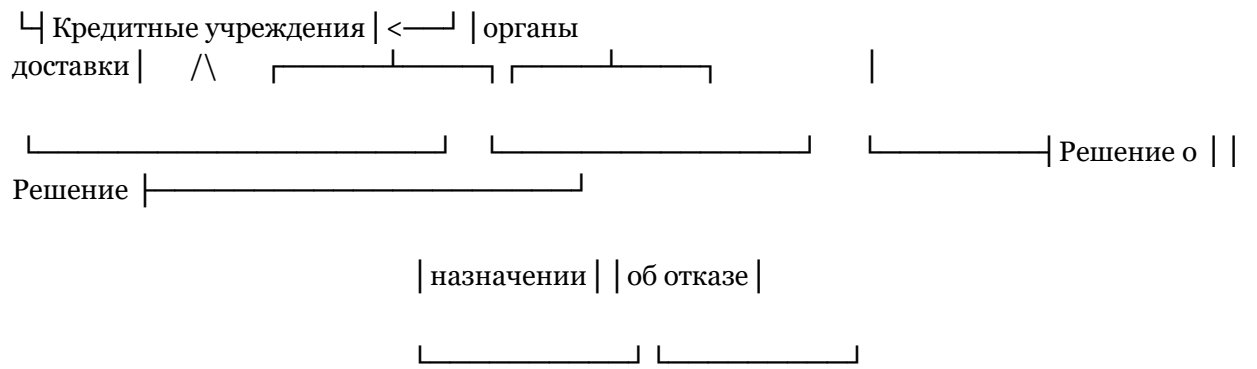 └┤Кредитные учреждения│<──┘ │органы
доставки│ /\ ┌─────┴────┐┌────┴────┐ │
└────────────────────┘ └───────────────┘ └────────┤Решение о ││
Решение ├─────────────────────┘
│назначении││об отказе│
└──────────┘└─────────┘